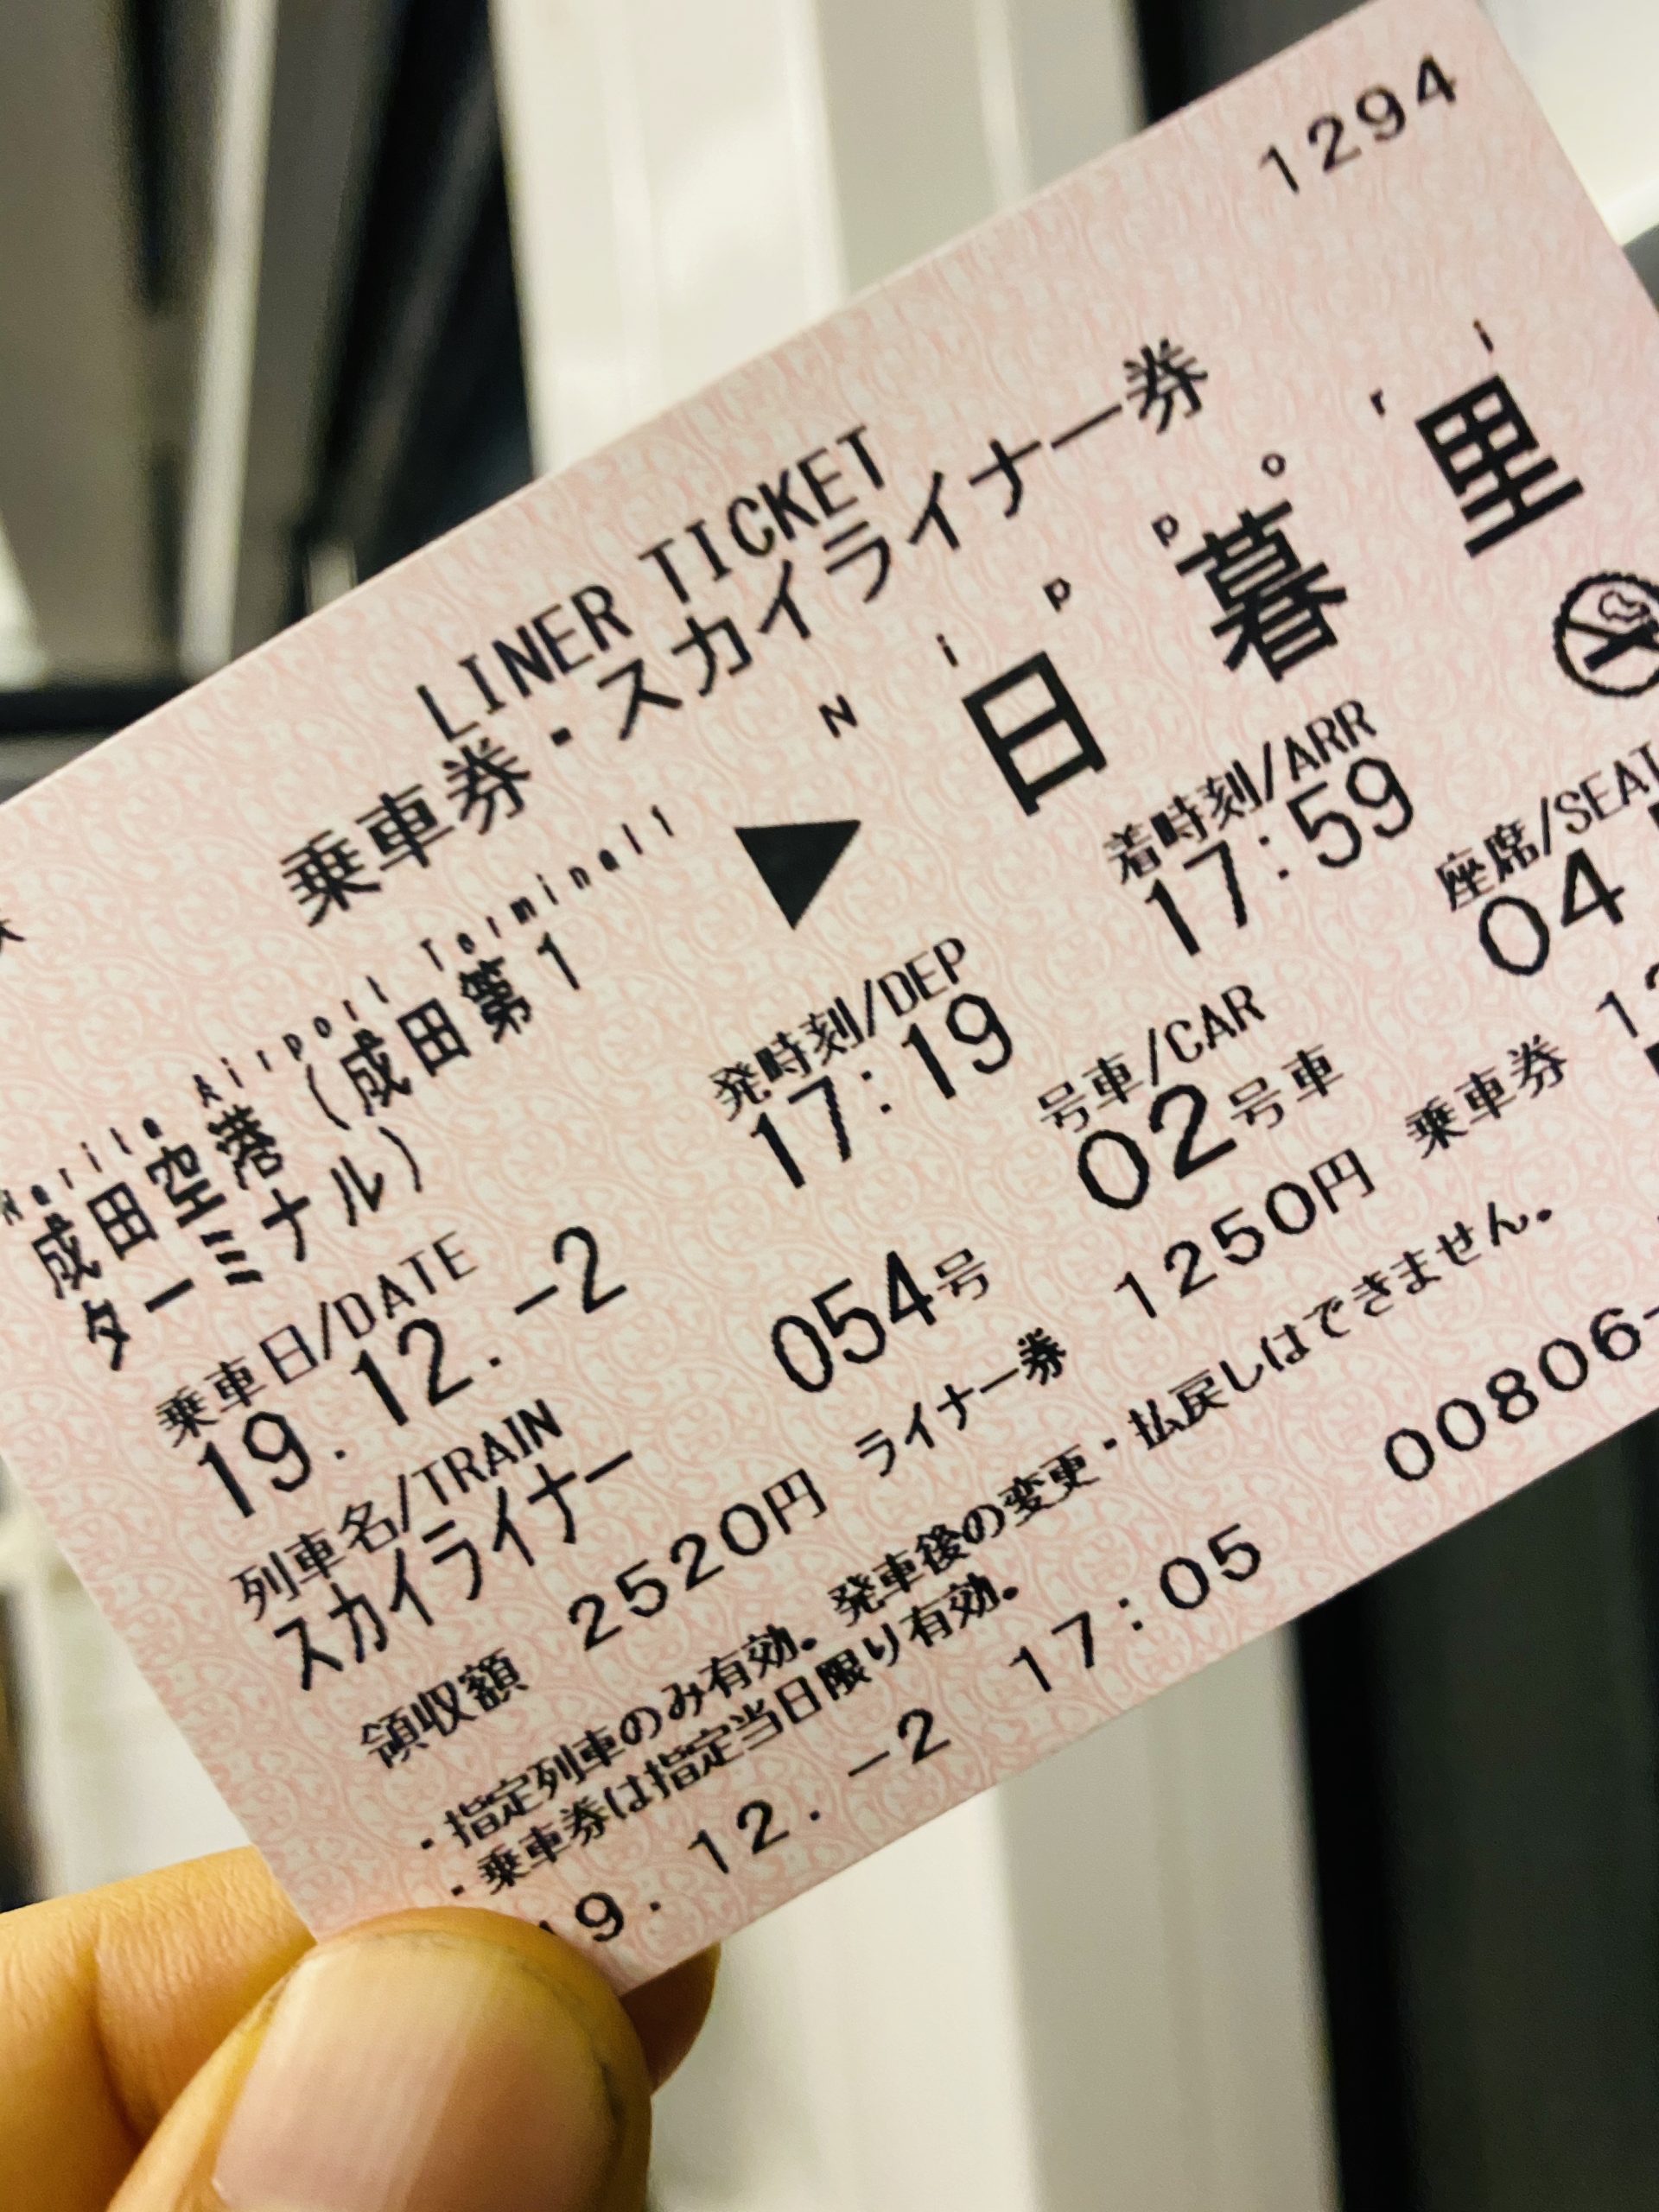 1294
LINER TICKET
乗車券・スカイライナー券
Narita Airport Terminal1
成田空港(成田第1
ターミナル)
▶
Nippori
日暮里
乗車日/DATE
19.12.-2
発時刻/DEP
17:19
着時刻/ARR
17:59
列車名/TRAIN
スカイライナー
054号
号車/CAR
02号車
座席/SEAT
04
領収額 2520円 ライナー券 1250円 乗車券 12
・指定列車のみ有効。発車後の変更・払戻しはできません。
・乗車券は指定当日限り有効。
19.12.-2 17:05 00806-